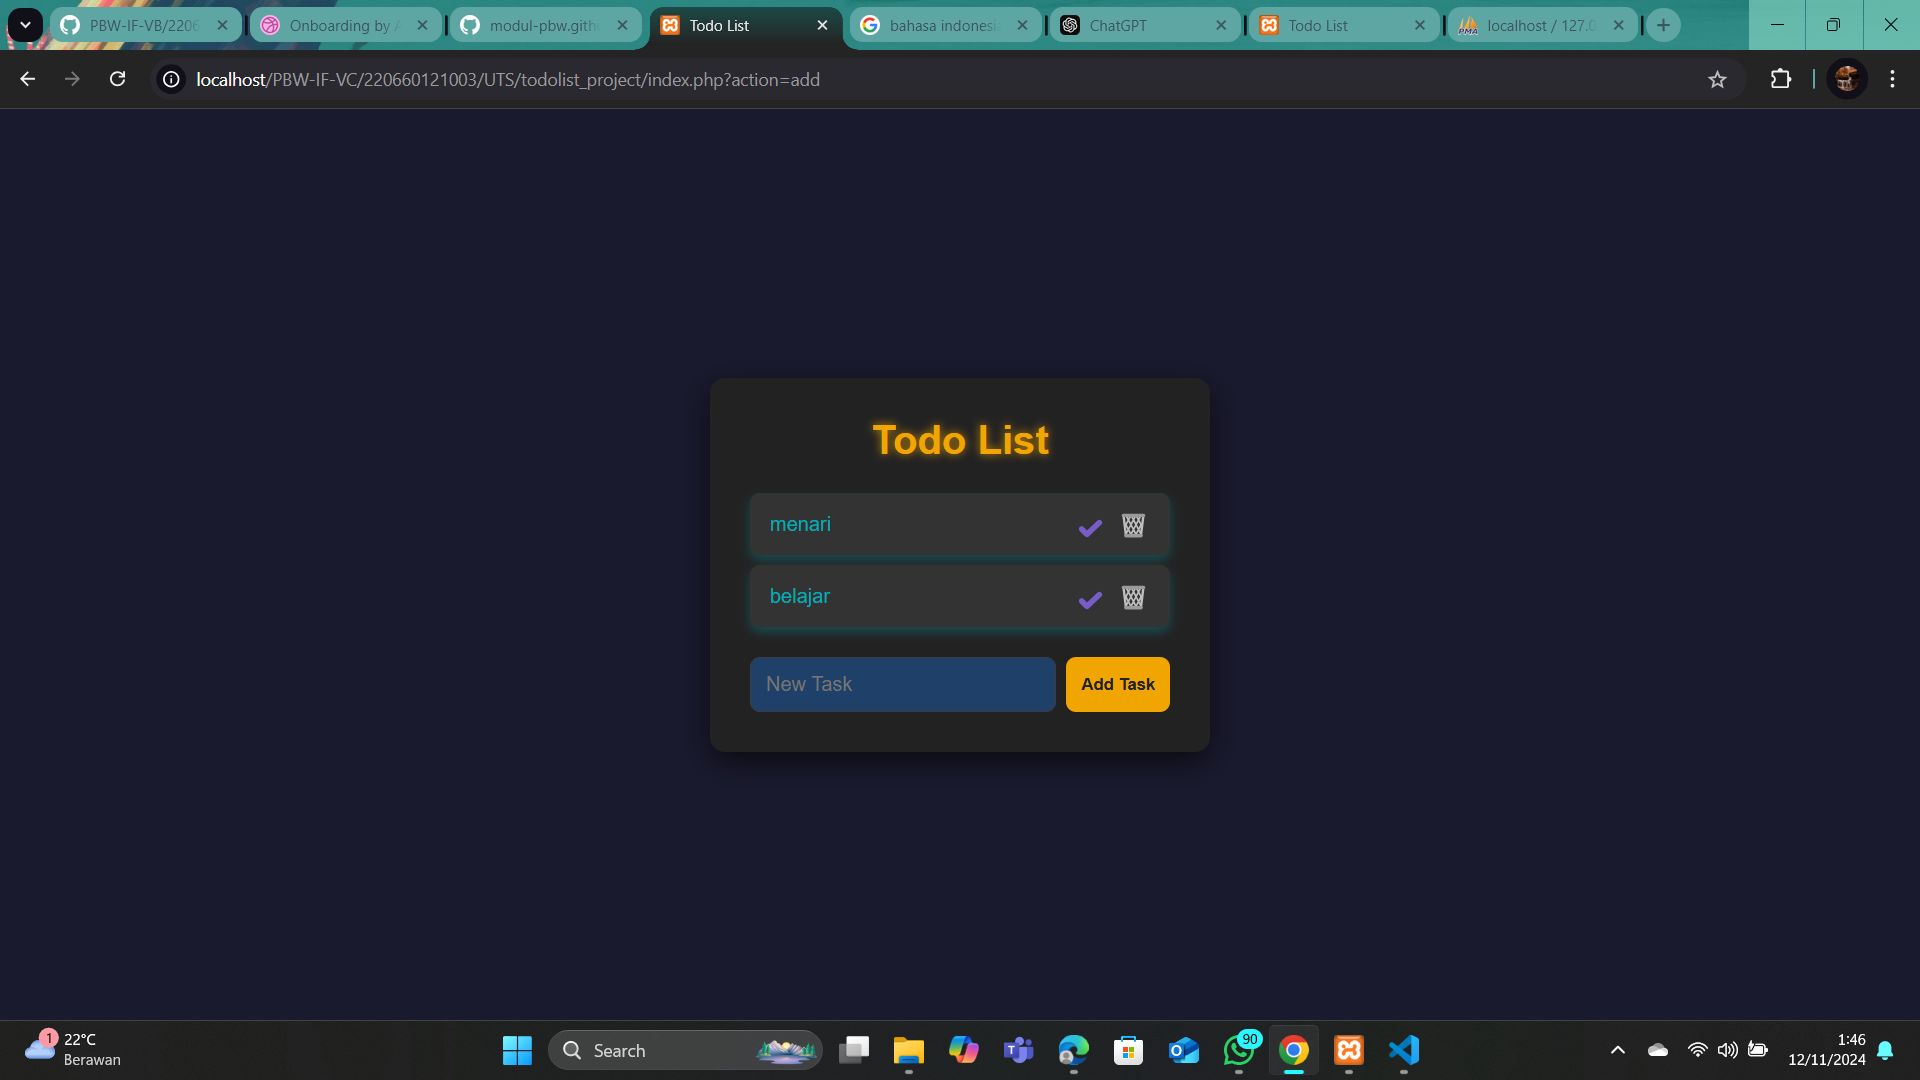 PBW-IF-VB/2206
Onboarding by A
modul-pbw.githu
Todo List
bahasa indonesia
ChatGPT
Todo List
localhost / 127.0
localhost/PBW-IF-VC/220660121003/UTS/todolist_project/index.php?action=add
Todo List
menari
belajar
New Task
Add Task
1
22°C
Berawan
Search
90
1:46
12/11/2024